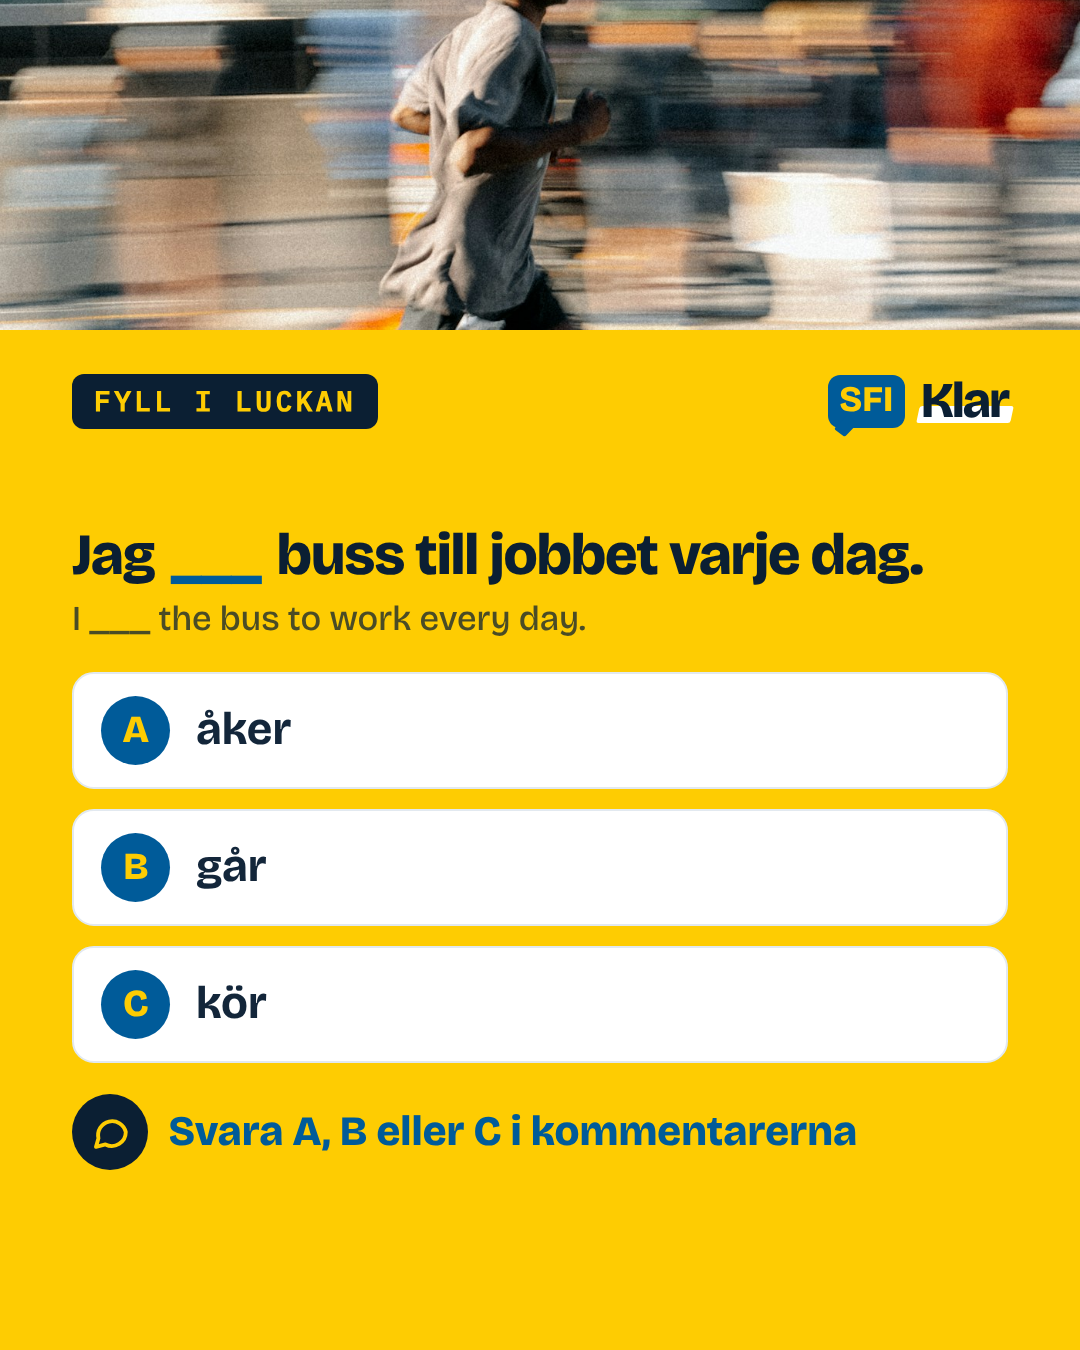 FYLL I LUCKAN
SFI Klar
Jag ___ buss till jobbet varje dag.
I ___ the bus to work every day.
A åker
B går
C kör
Svara A, B eller C i kommentarerna